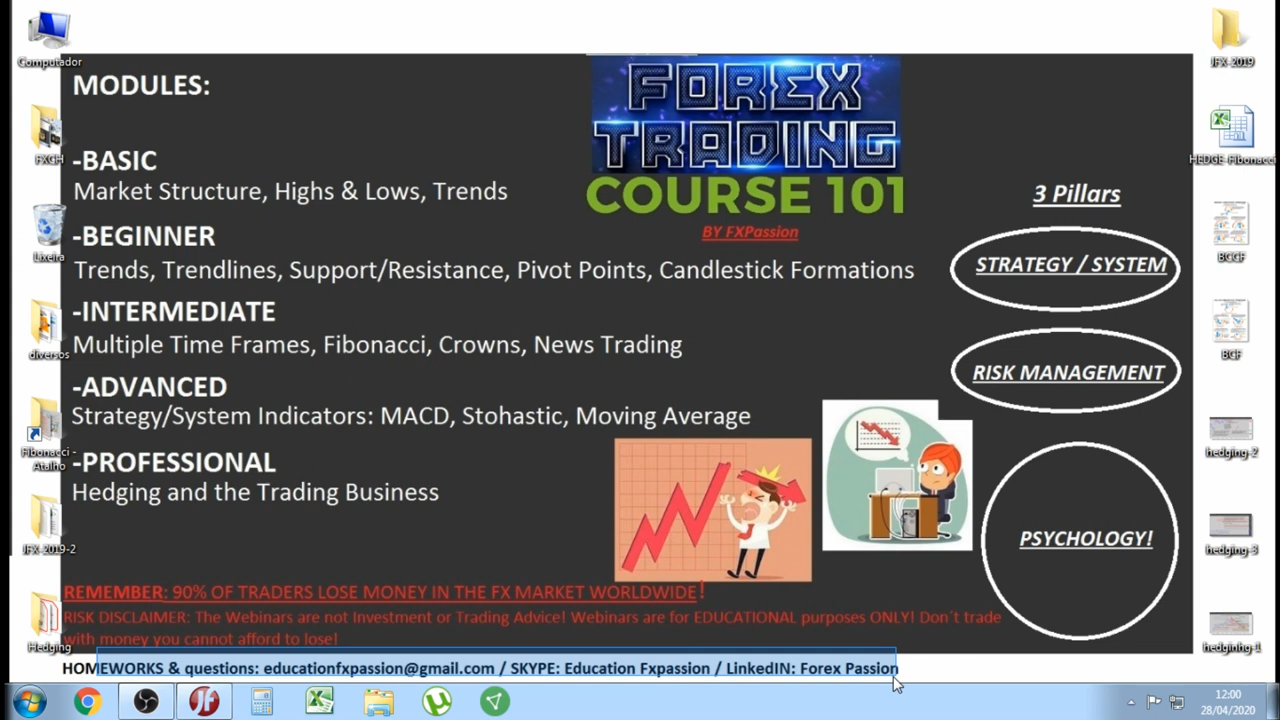 MODULES:
-BASIC
Market Structure, Highs & Lows, Trends
-BEGINNER
Trends, Trendlines, Support/Resistance, Pivot Points, Candlestick Formations
-INTERMEDIATE
Multiple Time Frames, Fibonacci, Crowns, News Trading
-ADVANCED
Strategy/System Indicators: MACD, Stohastic, Moving Average
-PROFESSIONAL
Hedging and the Trading Business
FOREX
TRADING
COURSE 101
BY FXPassion
3 Pillars
STRATEGY / SYSTEM
RISK MANAGEMENT
PSYCHOLOGY!
REMEMBER: 90% OF TRADERS LOSE MONEY IN THE FX MARKET WORLDWIDE!
RISK DISCLAIMER: The Webinars are not Investment or Trading Advice! Webinars are for EDUCATIONAL purposes ONLY! Don´t trade
with money you cannot afford to lose!
HOMEWORKS & questions: educationfxpassion@gmail.com / SKYPE: Education Fxpassion / LinkedIN: Forex Passion
Computador
Lixeira
diversos
Fibonacci -
Atalho
JFX-2019-2
Hedging
JFX-2019
HEDGE-Fibonacci
BCCF
BCF
hedging-2
hedging-3
hedginhg-1
12:00
28/04/2020